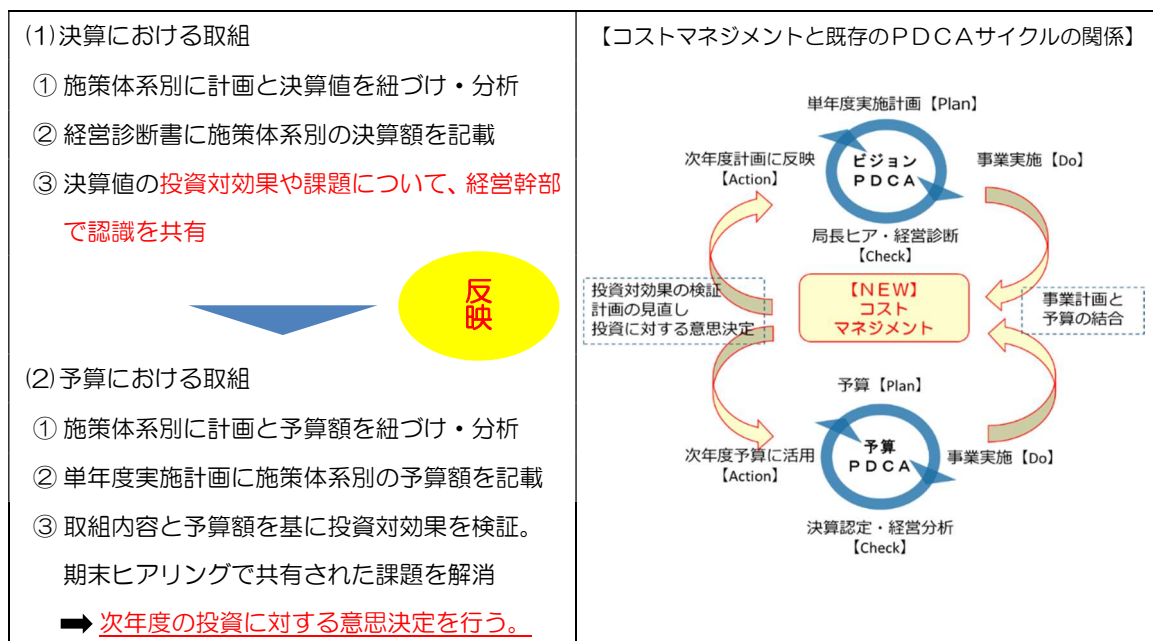 (1)決算における取組
① 施策体系別に計画と決算値を紐づけ・分析
② 経営診断書に施策体系別の決算額を記載
③ 決算値の投資対効果や課題について、経営幹部
で認識を共有
反
映
(2)予算における取組
① 施策体系別に計画と予算額を紐づけ・分析
② 単年度実施計画に施策体系別の予算額を記載
③ 取組内容と予算額を基に投資対効果を検証。
期末ヒアリングで共有された課題を解消
➡ 次年度の投資に対する意思決定を行う。
【コストマネジメントと既存のPDCAサイクルの関係】
単年度実施計画【Plan】
次年度計画に反映
【Action】
ビジョン
PDCA
事業実施【Do】
局長ヒア・経営診断
【Check】
投資対効果の検証
計画の見直し
投資に対する意思決定
【NEW】
コスト
マネジメント
事業計画と
予算の結合
予算【Plan】
次年度予算に活用
【Action】
予算
PDCA
事業実施【Do】
決算認定・経営分析
【Check】